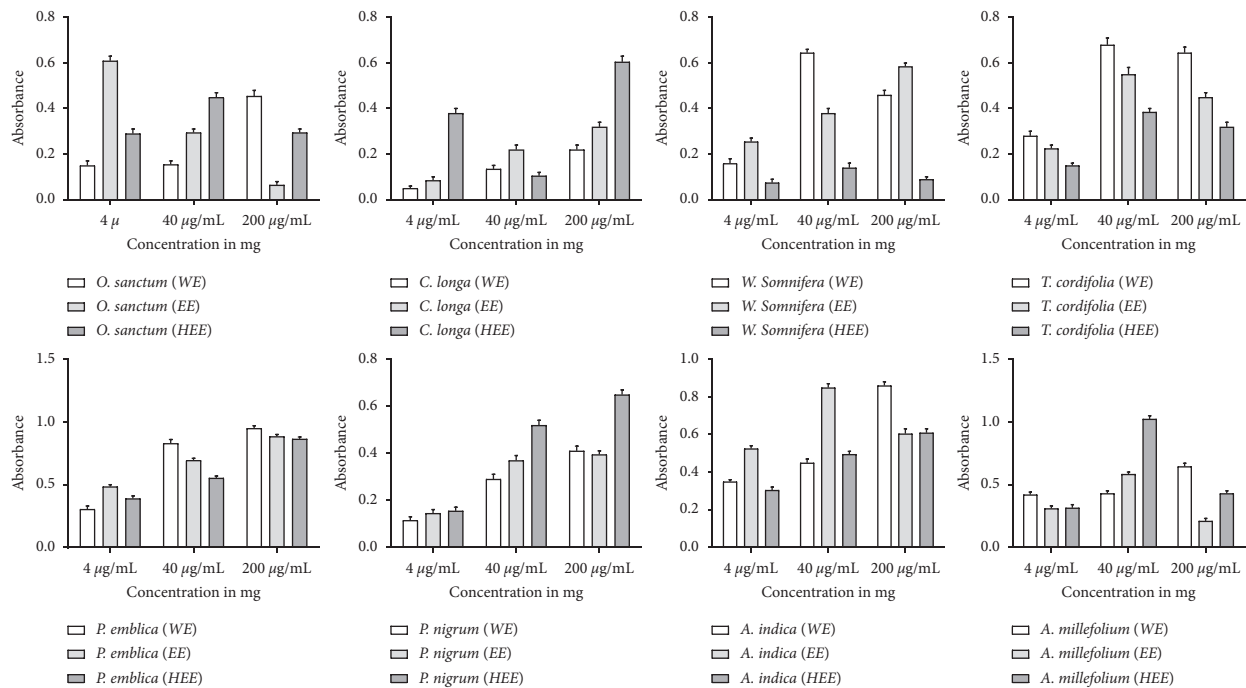 Absorbance
0.8
0.6
0.4
0.2
0.0
4 μ 40 μg/mL 200 μg/mL
Concentration in mg
O. sanctum (WE)
O. sanctum (EE)
O. sanctum (HEE)
Absorbance
0.8
0.6
0.4
0.2
0.0
4 μg/mL 40 μg/mL 200 μg/mL
Concentration in mg
C. longa (WE)
C. longa (EE)
C. longa (HEE)
Absorbance
0.8
0.6
0.4
0.2
0.0
4 μg/mL 40 μg/mL 200 μg/mL
Concentration in mg
W. Somnifera (WE)
W. Somnifera (EE)
W. Somnifera (HEE)
Absorbance
0.8
0.6
0.4
0.2
0.0
4 μg/mL 40 μg/mL 200 μg/mL
Concentration in mg
T. cordifolia (WE)
T. cordifolia (EE)
T. cordifolia (HEE)
Absorbance
1.5
1.0
0.5
0.0
4 μg/mL 40 μg/mL 200 μg/mL
Concentration in mg
P. emblica (WE)
P. emblica (EE)
P. emblica (HEE)
Absorbance
0.8
0.6
0.4
0.2
0.0
4 μg/mL 40 μg/mL 200 μg/mL
Concentration in mg
P. nigrum (WE)
P. nigrum (EE)
P. nigrum (HEE)
Absorbance
1.0
0.8
0.6
0.4
0.2
0.0
4 μg/mL 40 μg/mL 200 μg/mL
Concentration in mg
A. indica (WE)
A. indica (EE)
A. indica (HEE)
Absorbance
1.5
1.0
0.5
0.0
4 μg/mL 40 μg/mL 200 μg/mL
Concentration in mg
A. millefolium (WE)
A. millefolium (EE)
A. millefolium (HEE)